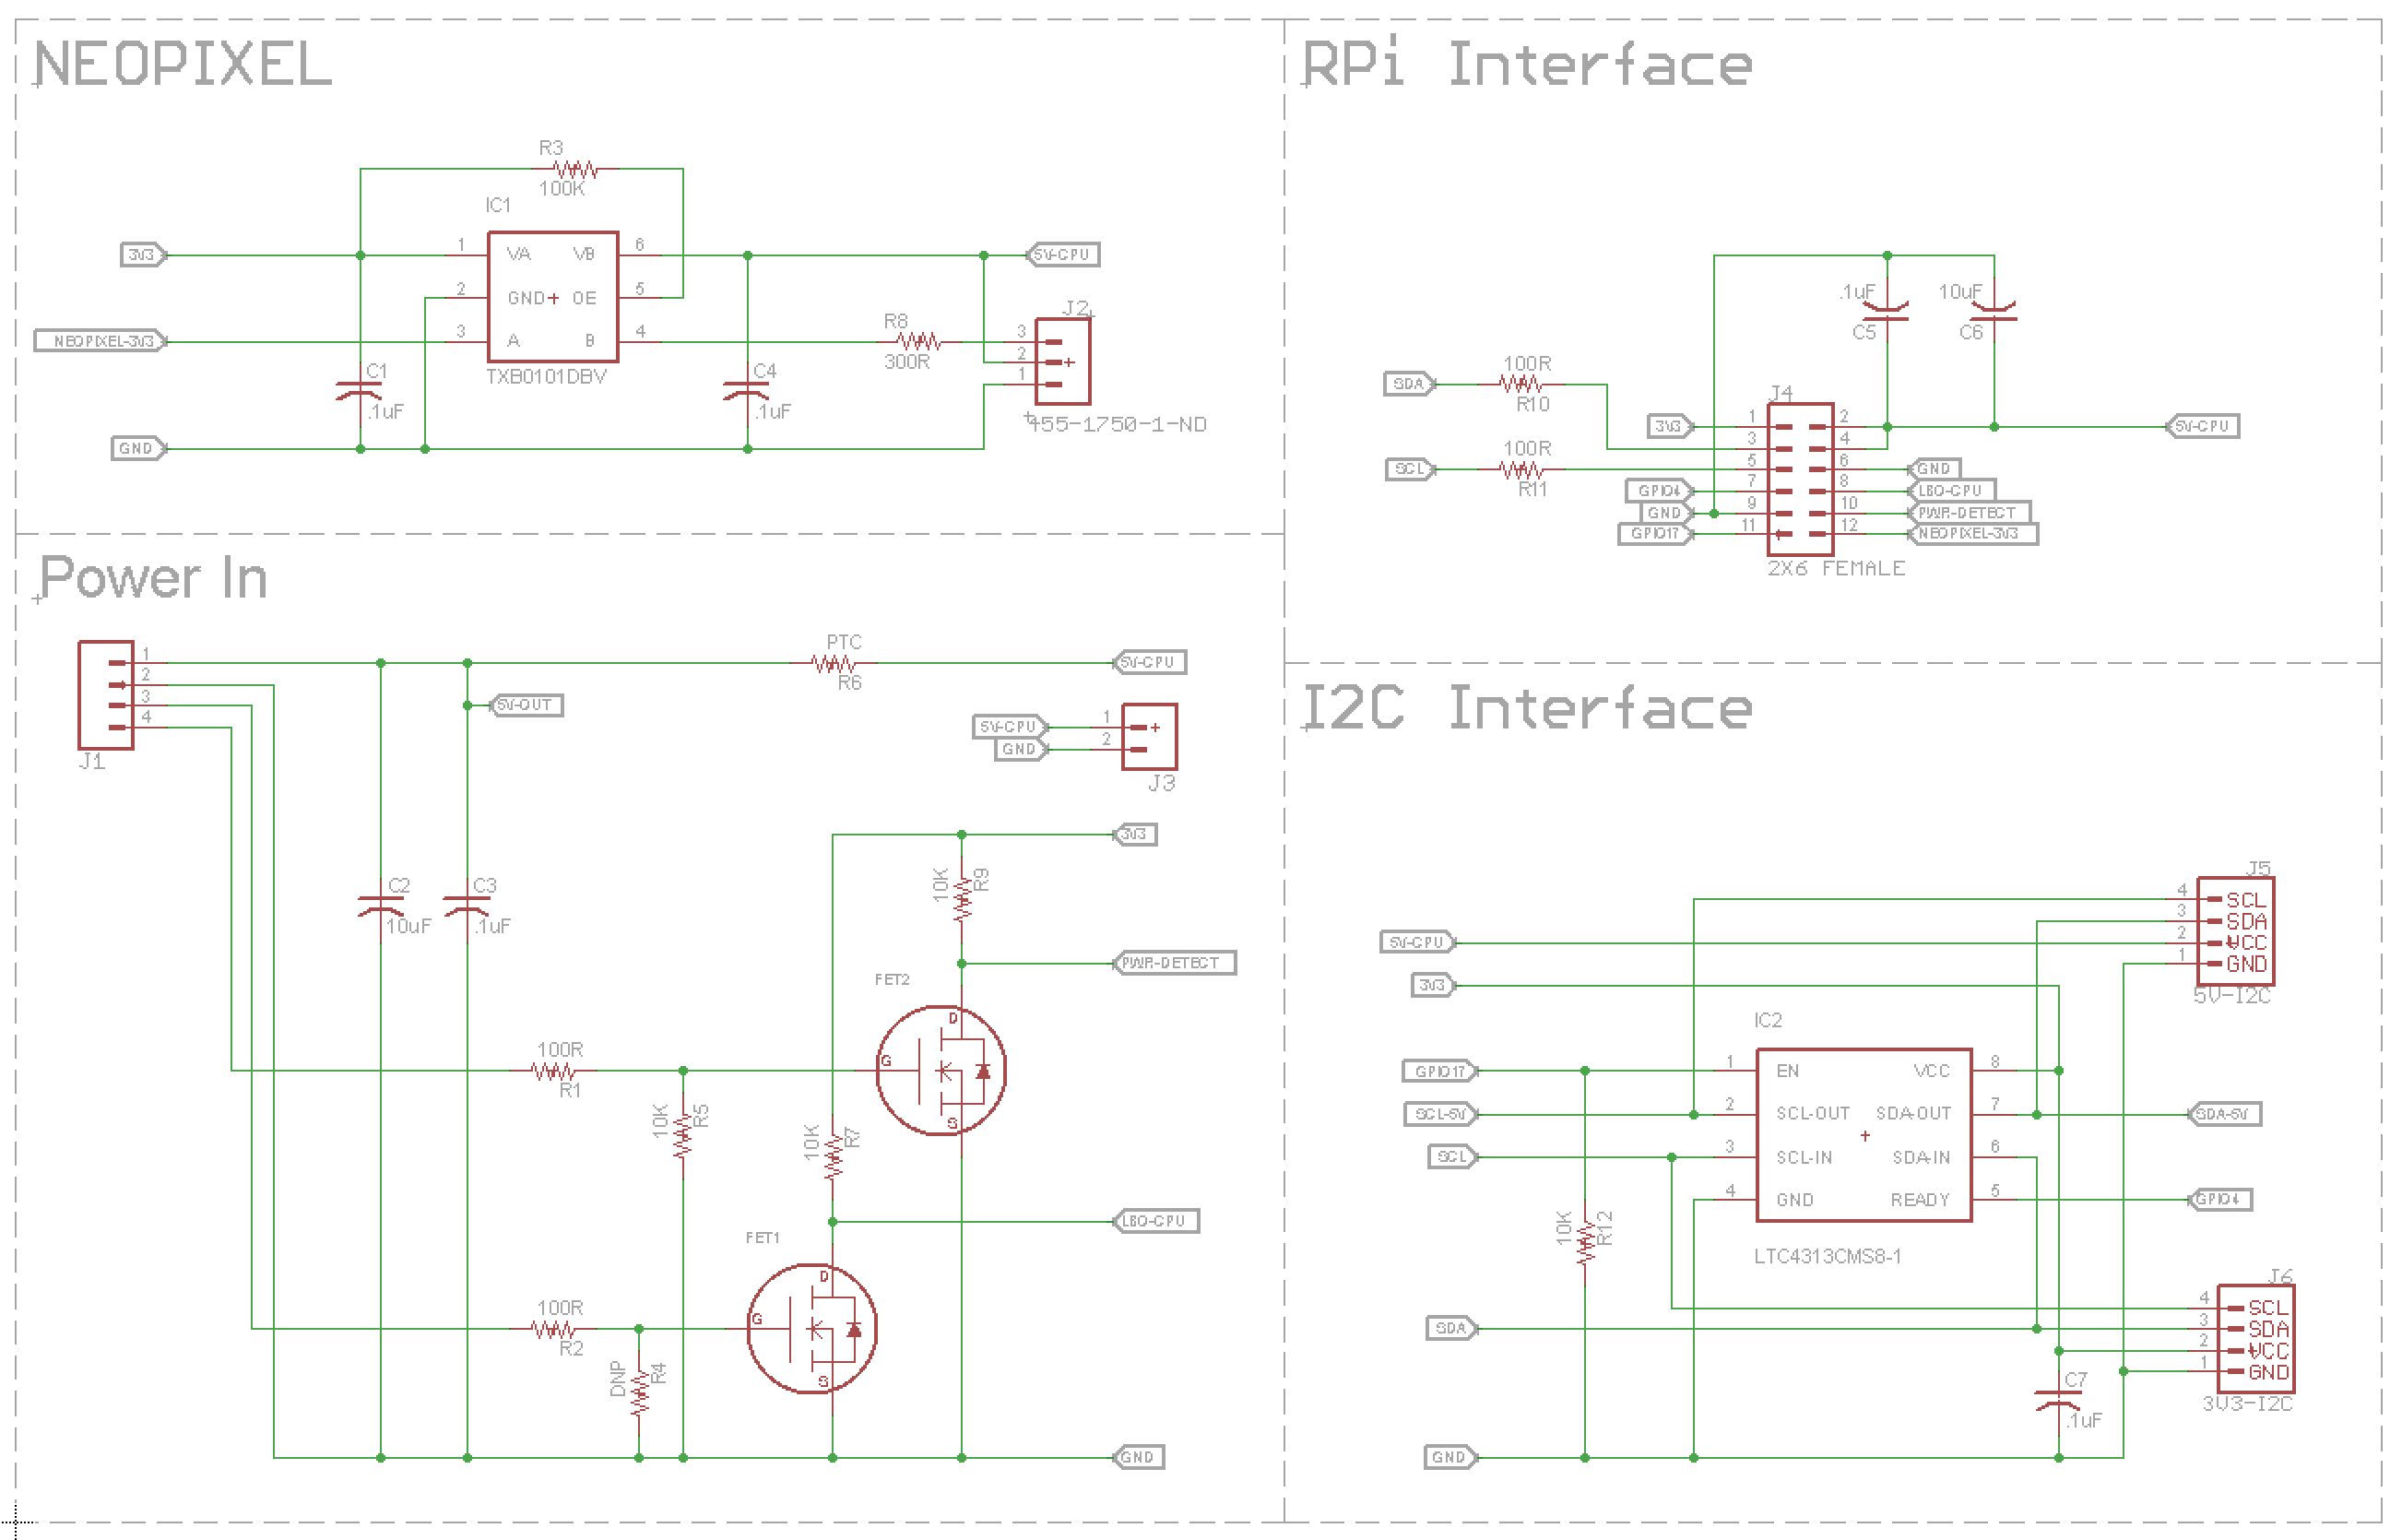 NEOPIXEL
R3
100K
IC1
3V3
1
VA
VB
6
5V-CPU
2
GND
OE
5
NEOPIXEL-3V3
3
A
B
4
R8
300R
J2
3
2
1
C1
.1uF
TXB0101DBV
C4
.1uF
455-1750-1-ND
GND
RPi Interface
.1uF
C5
10uF
C6
SDA
100R
R10
SCL
100R
R11
J4
3V3
1
2
5V-CPU
3
4
5
6
GND
GPIO4
7
8
LBO-CPU
GND
9
10
PWR-DETECT
GPIO17
11
12
NEOPIXEL-3V3
2X6 FEMALE
Power In
1
2
3
4
J1
PTC
R6
5V-CPU
5V-OUT
5V-CPU
1
GND
2
J3
3V3
10K
R9
C2
10uF
C3
.1uF
PWR-DETECT
FET2
D
G
S
100R
R1
10K
R5
10K
R7
LBO-CPU
FET1
D
G
S
100R
R2
DNP
R4
GND
I2C Interface
J5
4
SCL
3
SDA
5V-CPU
2
VCC
1
GND
3V3
5V-I2C
IC2
GPIO17
1
EN
VCC
8
SCL-5V
2
SCL-OUT
SDA-OUT
7
SDA-5V
SCL
3
SCL-IN
SDA-IN
6
4
GND
READY
5
GPIO4
10K
R12
LTC4313CMS8-1
J6
4
SCL
SDA
3
SDA
2
VCC
1
GND
C7
.1uF
3V3-I2C
GND